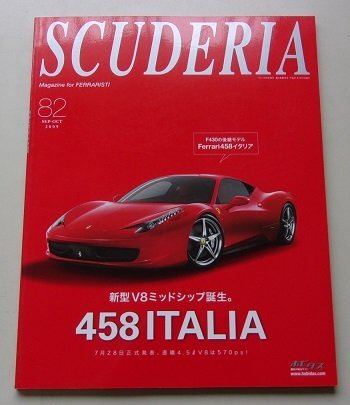 SCUDERIA
Magazine for FERRARISTI
82
SEP-OCT
2009
F430の後継モデル
Ferrari458イタリア
新型V8ミッドシップ誕生。
458 ITALIA
7月28日正式発表。直噴4.5ℓV8は570ps!
www.hobidas.com